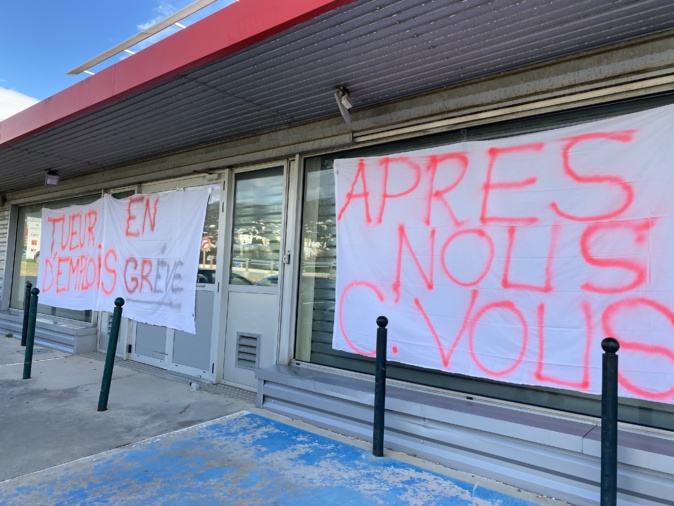 TUEUR
D'EMPLOIS
EN
GRÈVE
APRES
NOUS
C. VOUS